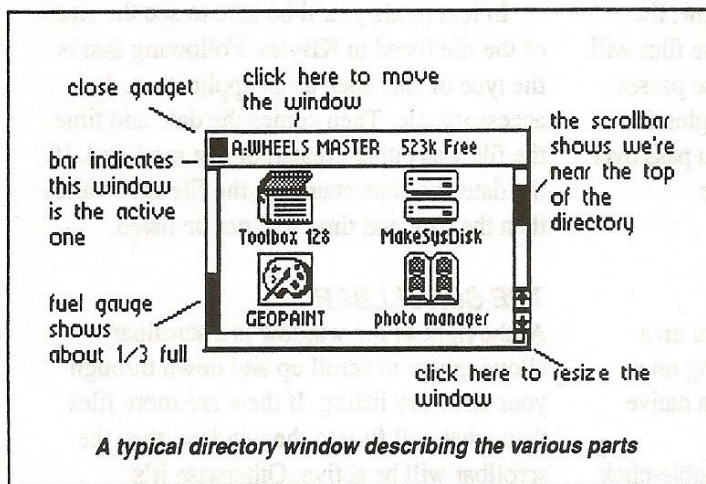 close gadget
click here to move
the window
the scrollbar
shows we're
near the top
of the
directory
bar indicates
this window
is the active
one
A:WHEELS MASTER 523K Free
Toolbox 128
MakeSysDisk
GEOPAINT
photo manager
fuel gauge
shows
about 1/3 full
click here to resize the
window
A typical directory window describing the various parts